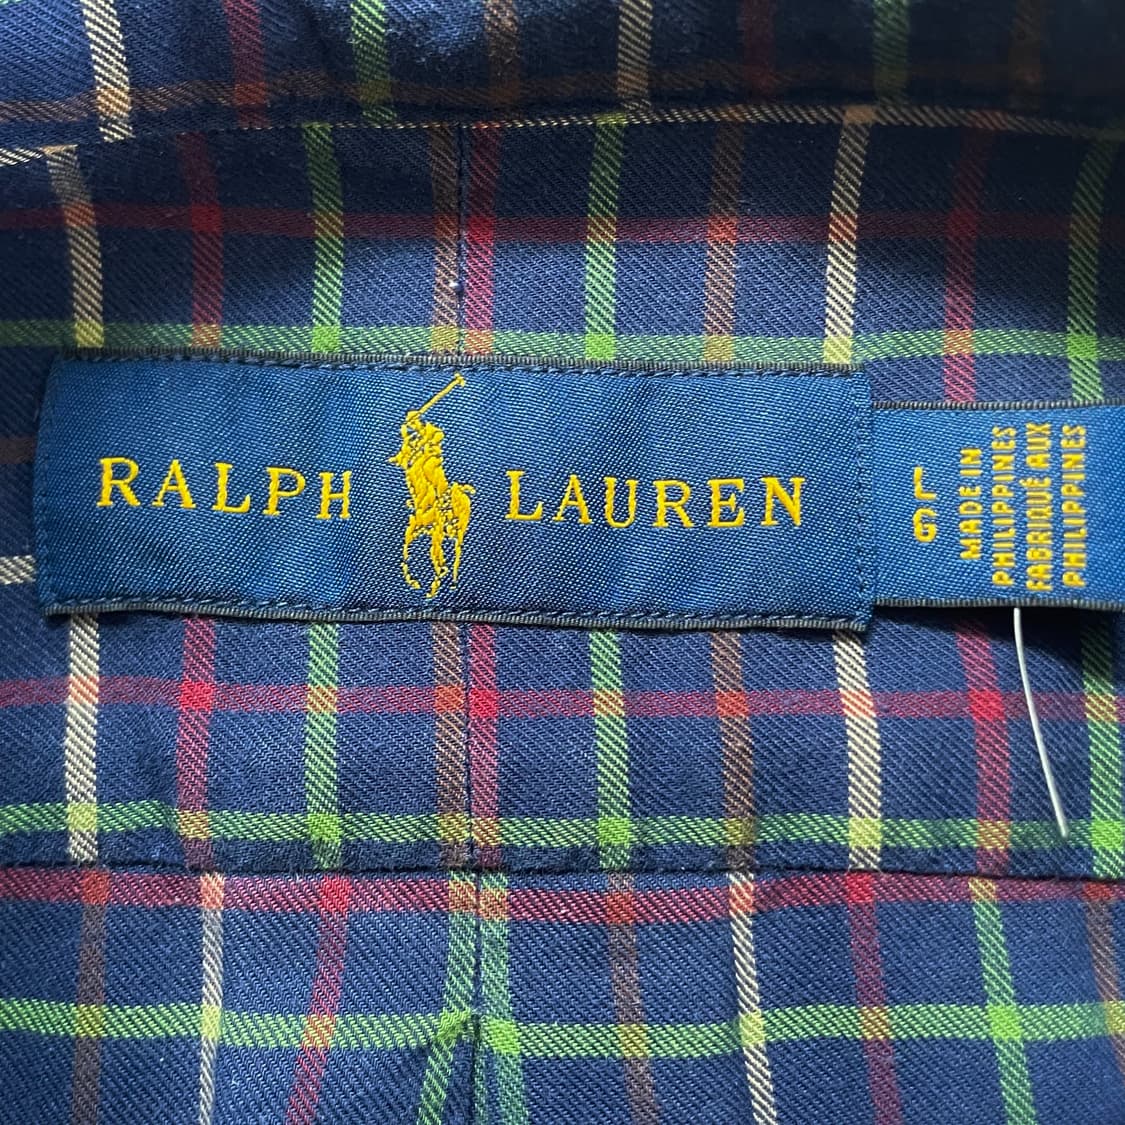 RALPH LAUREN
L
G
MADE IN
PHILIPPINES
FABRIQUÉ AUX
PHILIPPINES